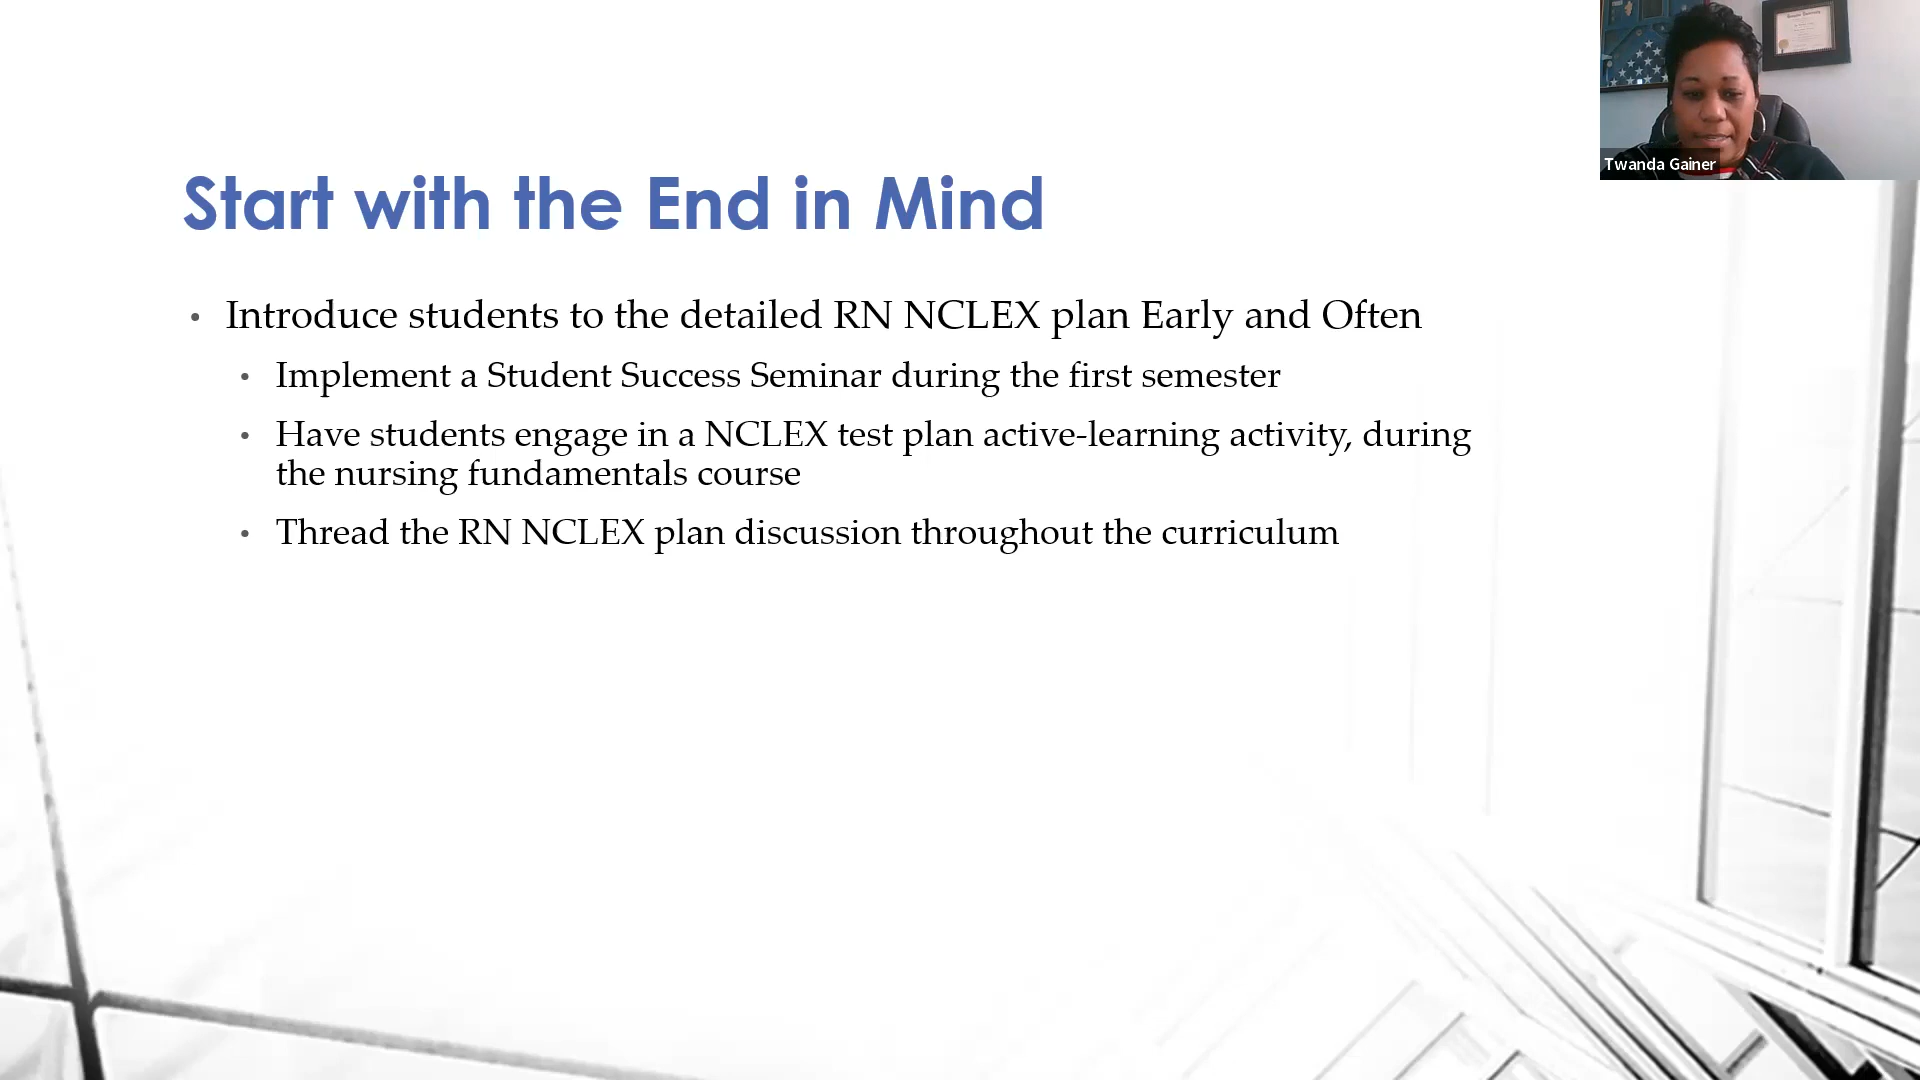 Start with the End in Mind
• Introduce students to the detailed RN NCLEX plan Early and Often
• Implement a Student Success Seminar during the first semester
• Have students engage in a NCLEX test plan active-learning activity, during
the nursing fundamentals course
• Thread the RN NCLEX plan discussion throughout the curriculum
Twanda Gainer